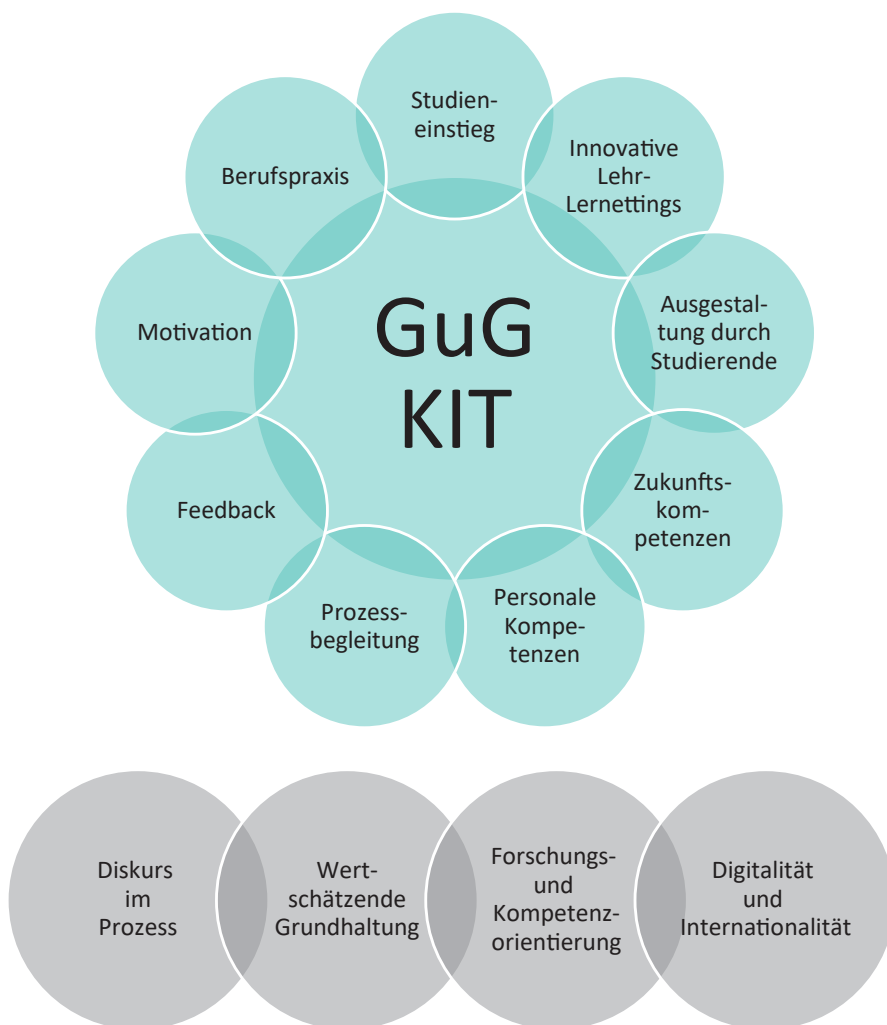 Studien-
einstieg
Innovative
Lehr-
Lernettings
Ausgestal-
tung durch
Studierende
Zukunfts-
kom-
petenzen
Personale
Kompe-
tenzen
Prozess-
begleitung
Feedback
Motivation
Berufspraxis
GuG
KIT
Diskurs
im
Prozess
Wert-
schätzende
Grundhaltung
Forschungs-
und
Kompetenz-
orientierung
Digitalität
und
Internationalität